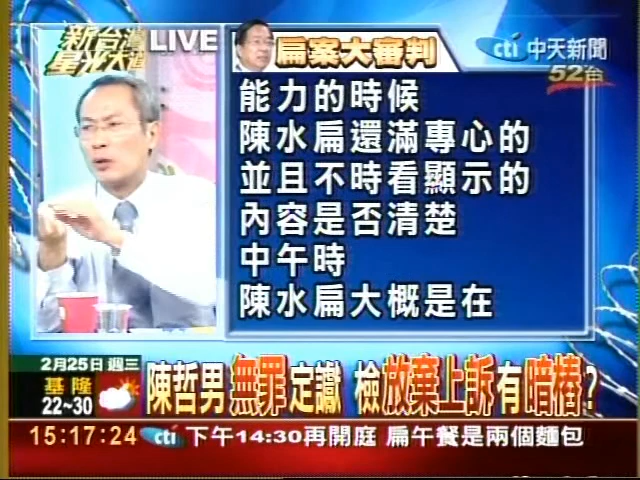 新台灣
星光大道
LIVE
扁案大審判
cti 中天新聞
52台
能力的時候
陳水扁還滿專心的
並且不時看顯示的
內容是否清楚
中午時
陳水扁大概是在
2月25日 週三
基隆
22~30
陳哲男無罪定讞 檢放棄上訴有暗樁?
15:17:24 cti 下午14:30再開庭 扁午餐是兩個麵包